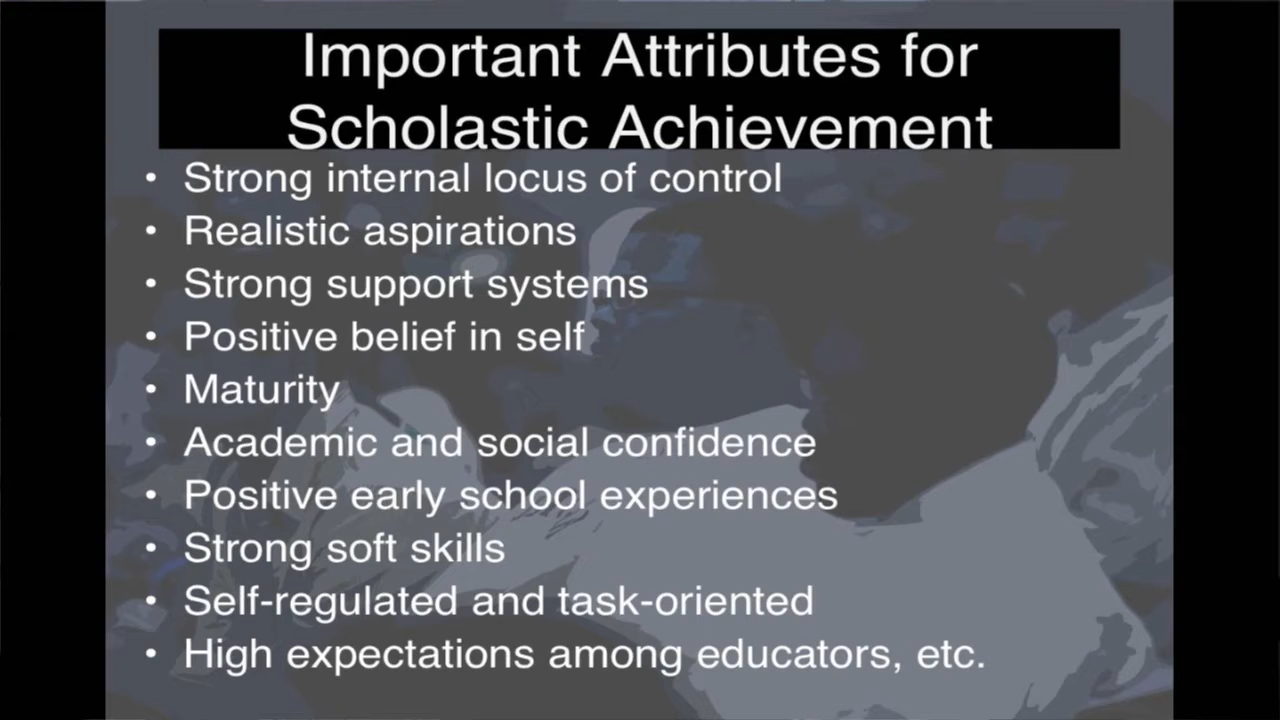 Important Attributes for
Scholastic Achievement
• Strong internal locus of control
• Realistic aspirations
• Strong support systems
• Positive belief in self
• Maturity
• Academic and social confidence
• Positive early school experiences
• Strong soft skills
• Self-regulated and task-oriented
• High expectations among educators, etc.